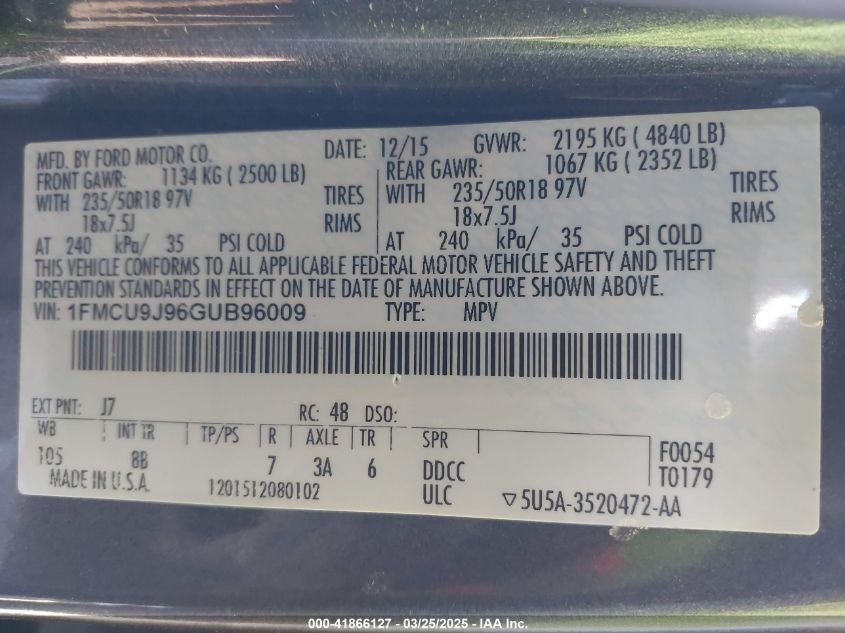 MFD. BY FORD MOTOR CO. DATE: 12/15 GVWR: 2195 KG ( 4840 LB)
FRONT GAWR: 1134 KG ( 2500 LB) REAR GAWR: 1067 KG ( 2352 LB)
WITH 235/50R18 97V TIRES WITH 235/50R18 97V TIRES
18x7.5J RIMS 18x7.5J RIMS
AT 240 kPa/ 35 PSI COLD AT 240 kPa/ 35 PSI COLD
THIS VEHICLE CONFORMS TO ALL APPLICABLE FEDERAL MOTOR VEHICLE SAFETY AND THEFT
PREVENTION STANDARDS IN EFFECT ON THE DATE OF MANUFACTURE SHOWN ABOVE.
VIN: 1FMCU9J96GUB96009 TYPE: MPV
EXT PNT: J7 RC: 48 DSO:
WB INT TR TP/PS R AXLE TR SPR F0054
105 8B 7 3A 6 DDCC T0179
MADE IN U.S.A. 1201512080102 ULC ▽5U5A-3520472-AA
000-41866127 — 03/25/2025 — IAA Inc.